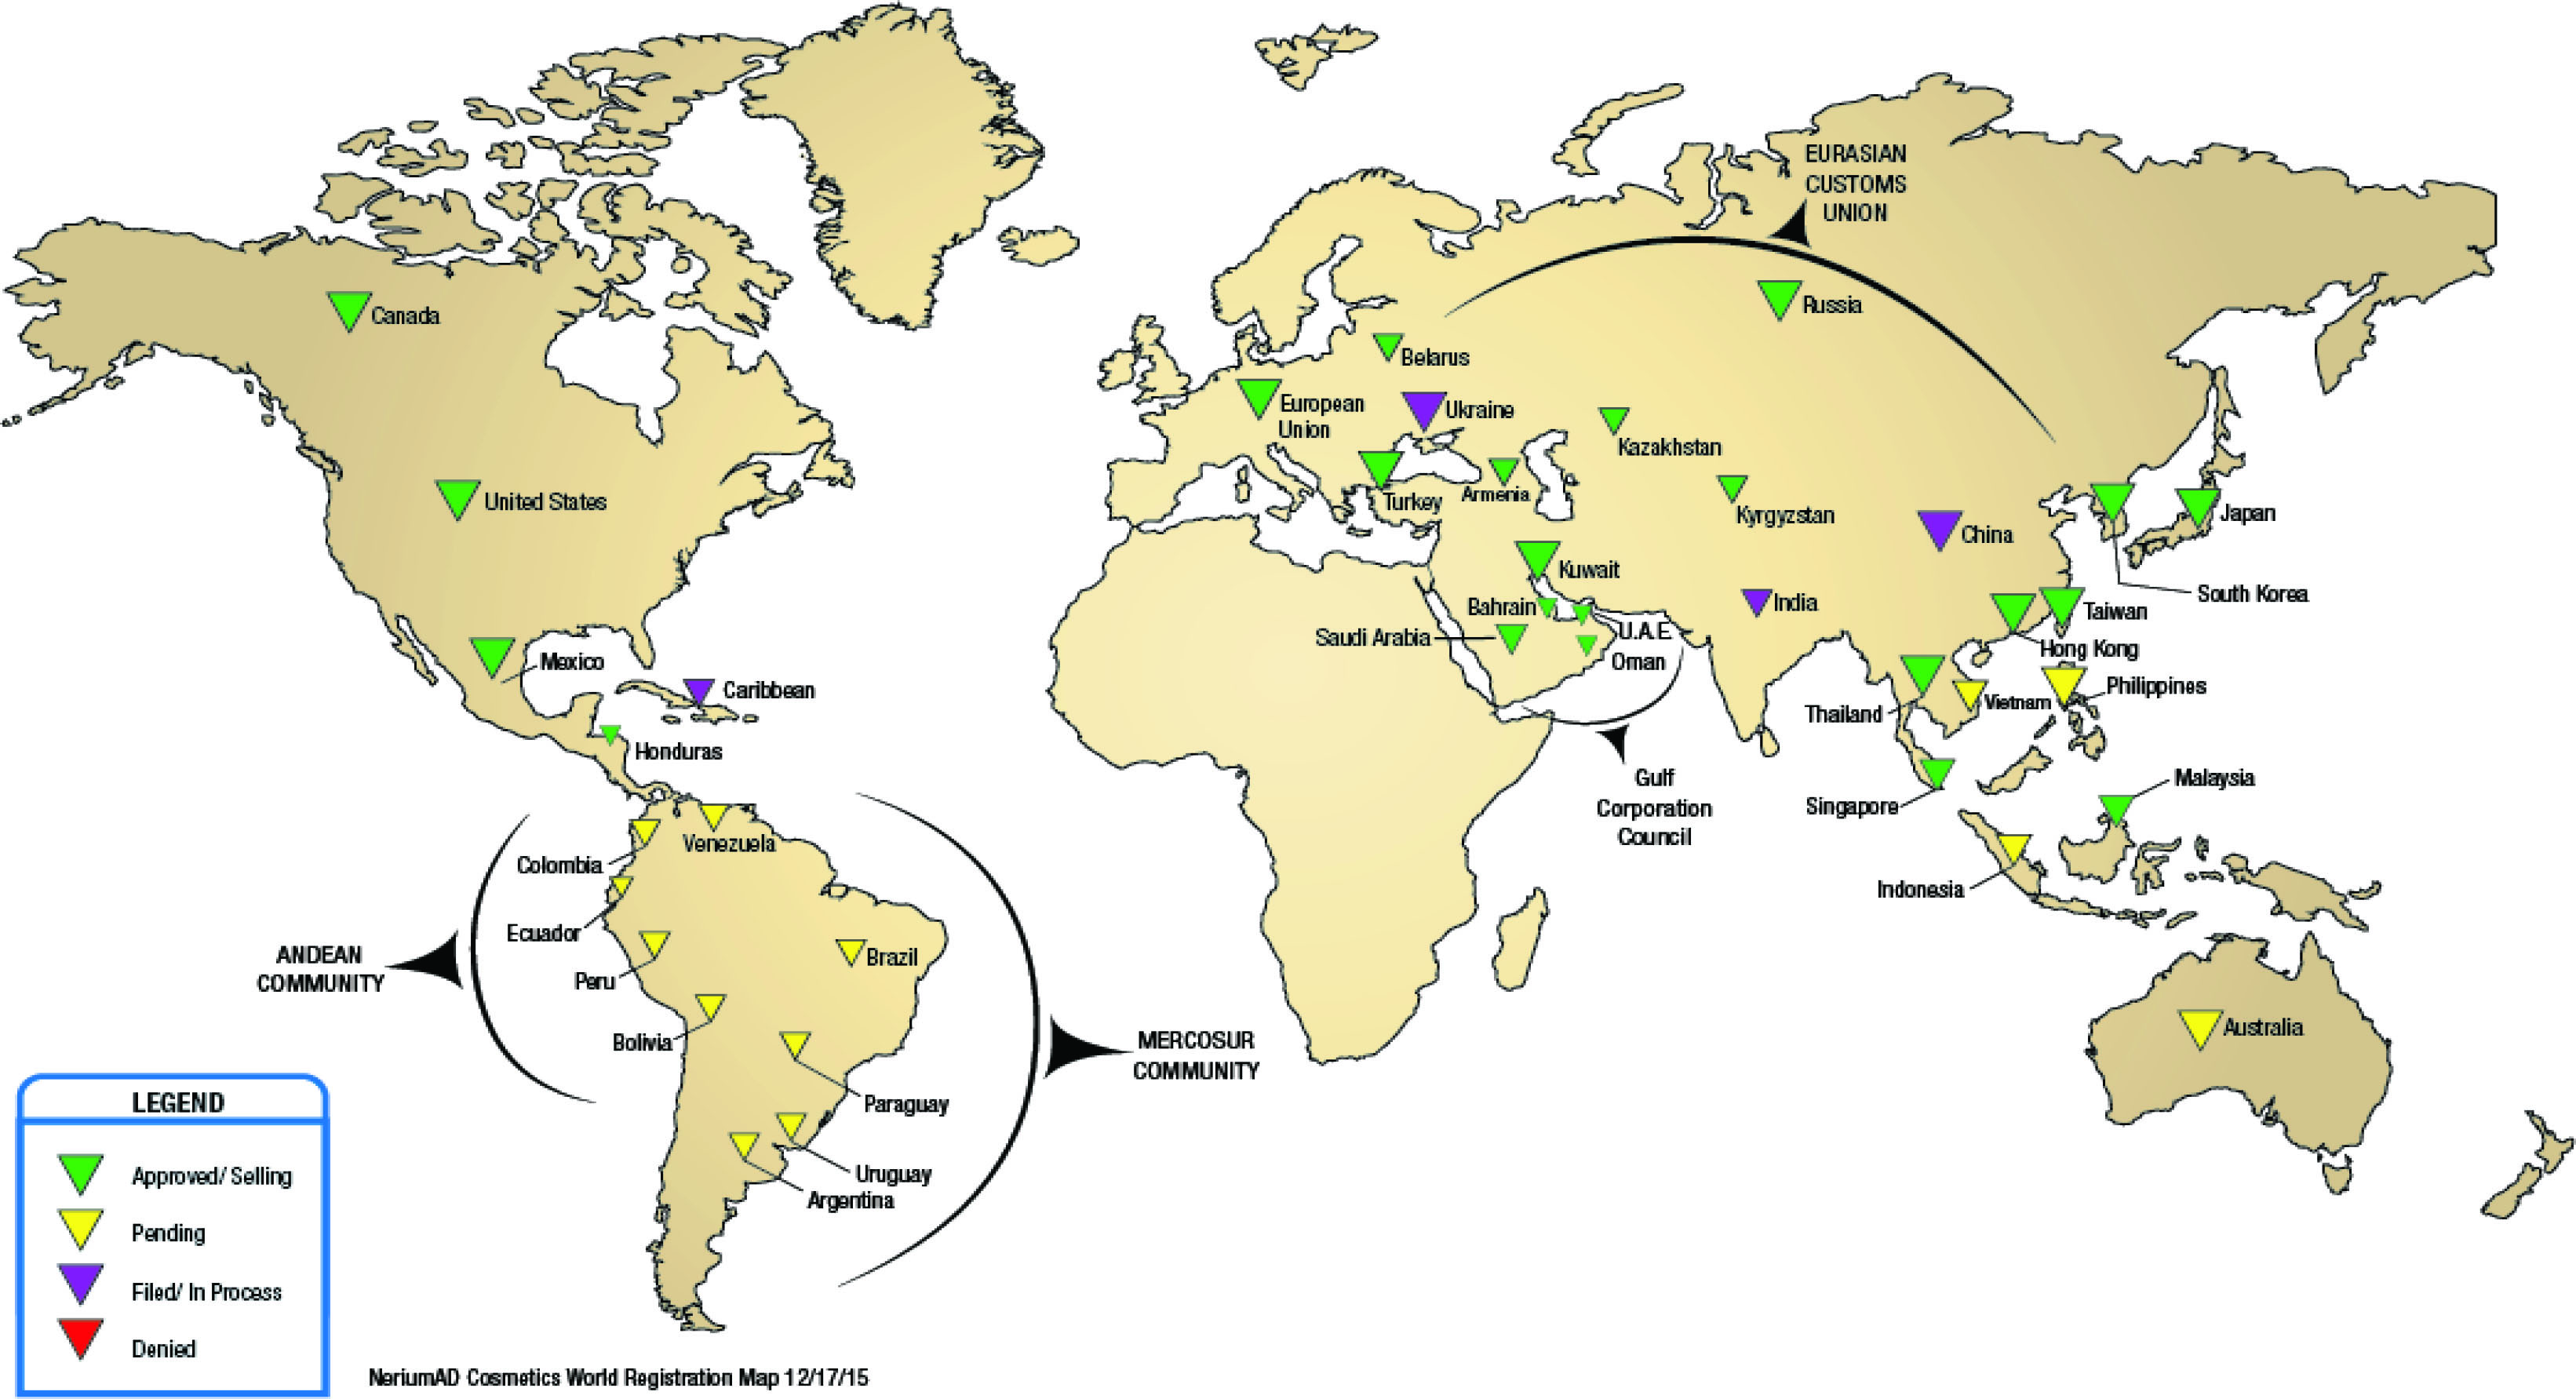 EURASIAN
CUSTOMS
UNION
Canada
Russia
Belarus
European
Union
Ukraine
Kazakhstan
United States
Turkey
Armenia
Kyrgyzstan
China
Japan
South Korea
Kuwait
Bahrain
India
Saudi Arabia
U.A.E.
Oman
Taiwan
Hong Kong
Mexico
Caribbean
Honduras
Thailand
Vietnam
Philippines
Gulf
Corporation
Council
Malaysia
Singapore
Venezuela
Colombia
Indonesia
Ecuador
Peru
Brazil
ANDEAN
COMMUNITY
Bolivia
MERCOSUR
COMMUNITY
Australia
Paraguay
Uruguay
Argentina
LEGEND
Approved/ Selling
Pending
Filed/ In Process
Denied
NeriumAD Cosmetics World Registration Map 12/17/15